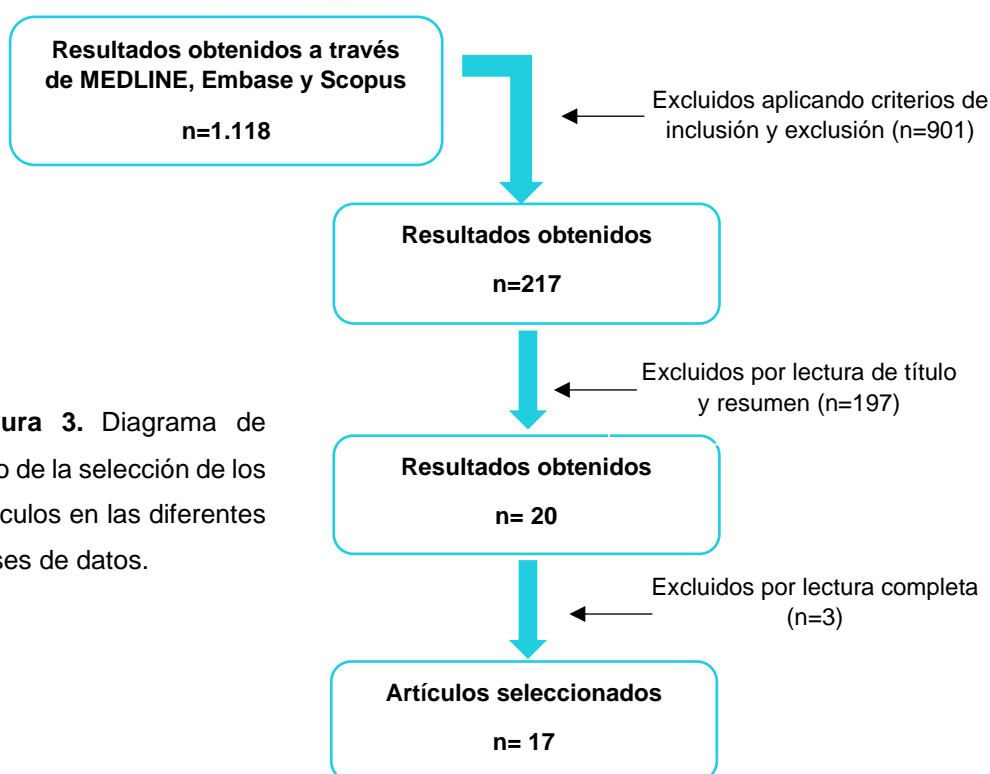 Resultados obtenidos a través
de MEDLINE, Embase y Scopus
n=1.118
Excluidos aplicando criterios de
inclusión y exclusión (n=901)
Resultados obtenidos
n=217
Excluidos por lectura de título
y resumen (n=197)
ura 3. Diagrama de
o de la selección de los
culos en las diferentes
ses de datos.
Resultados obtenidos
n= 20
Excluidos por lectura completa
(n=3)
Artículos seleccionados
n= 17